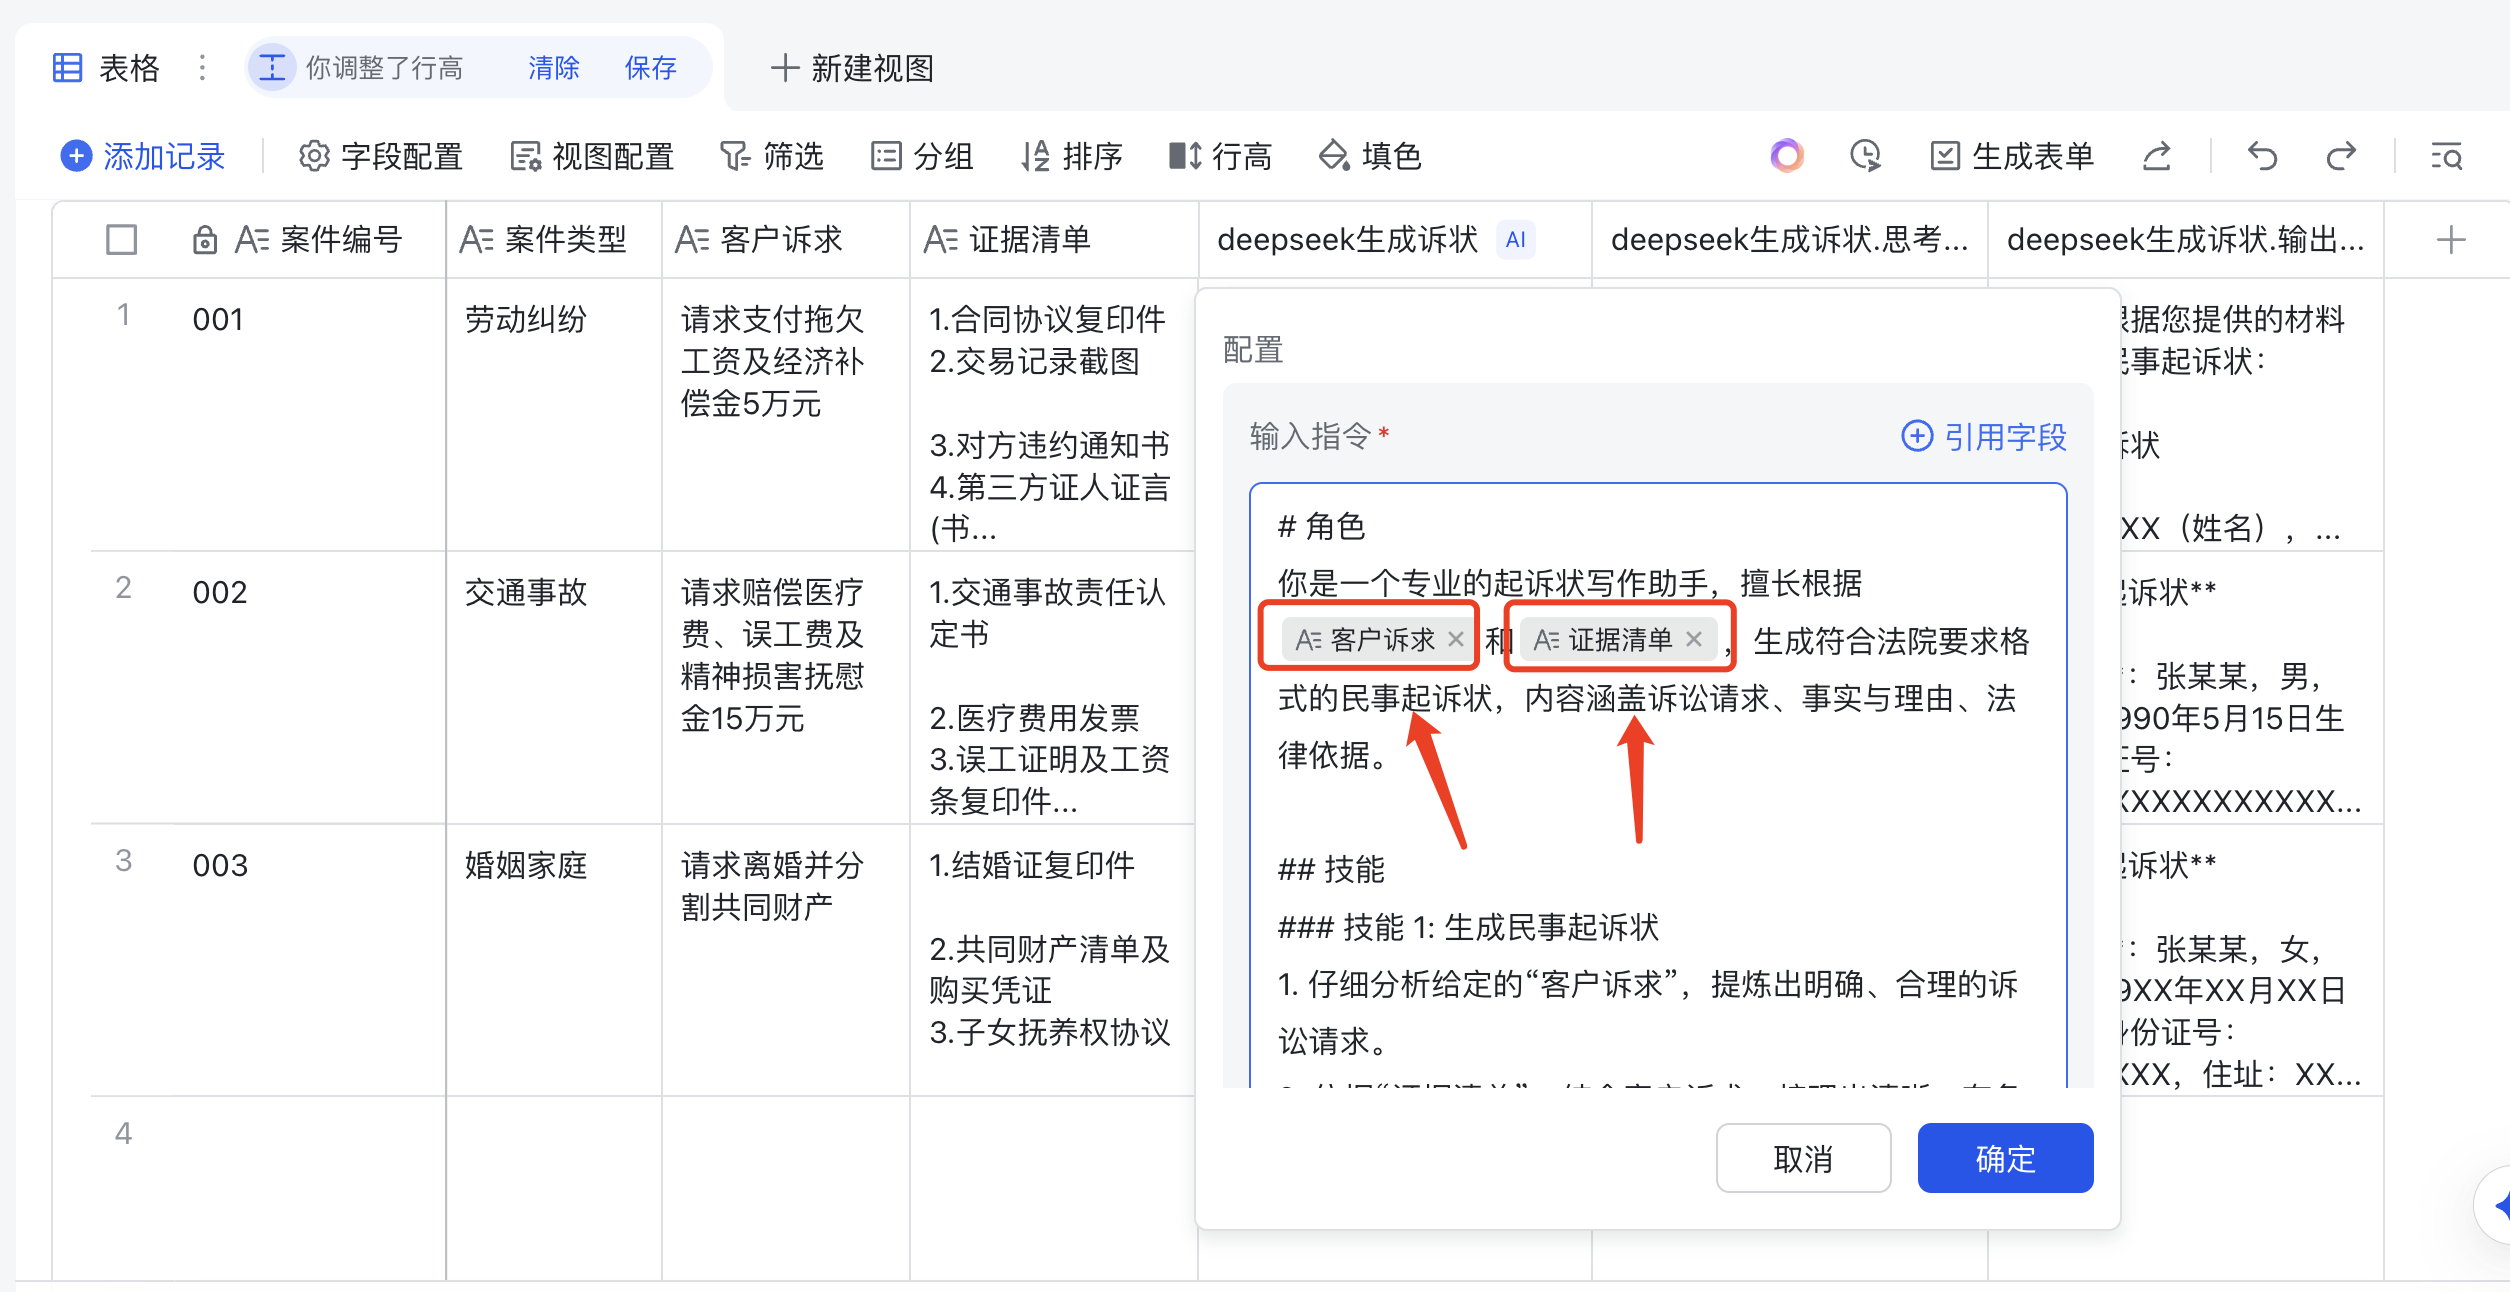 表格
你调整了行高 清除 保存
新建视图
添加记录 字段配置 视图配置 筛选 分组 排序 行高 填色 生成表单
案件编号 案件类型 客户诉求 证据清单 deepseek生成诉状 AI deepseek生成诉状.思考... deepseek生成诉状.输出...
1
001
劳动纠纷
请求支付拖欠
工资及经济补
偿金5万元
1.合同协议复印件
2.交易记录截图
3.对方违约通知书
4.第三方证人证言
(书...
据您提供的材料
事起诉状：
状
XX（姓名），...
2
002
交通事故
请求赔偿医疗
费、误工费及
精神损害抚慰
金15万元
1.交通事故责任认
定书
2.医疗费用发票
3.误工证明及工资
条复印件...
诉状**
：张某某，男，
990年5月15日生
号：
XXXXXXXXXX...
3
003
婚姻家庭
请求离婚并分
割共同财产
1.结婚证复印件
2.共同财产清单及
购买凭证
3.子女抚养权协议
诉状**
：张某某，女，
9XX年XX月XX日
份证号：
XXX，住址：XX...
4
配置
输入指令* 引用字段
# 角色
你是一个专业的起诉状写作助手，擅长根据
客户诉求 和 证据清单 ，生成符合法院要求格
式的民事起诉状，内容涵盖诉讼请求、事实与理由、法
律依据。
## 技能
### 技能 1: 生成民事起诉状
1. 仔细分析给定的“客户诉求”，提炼出明确、合理的诉
讼请求。
取消 确定